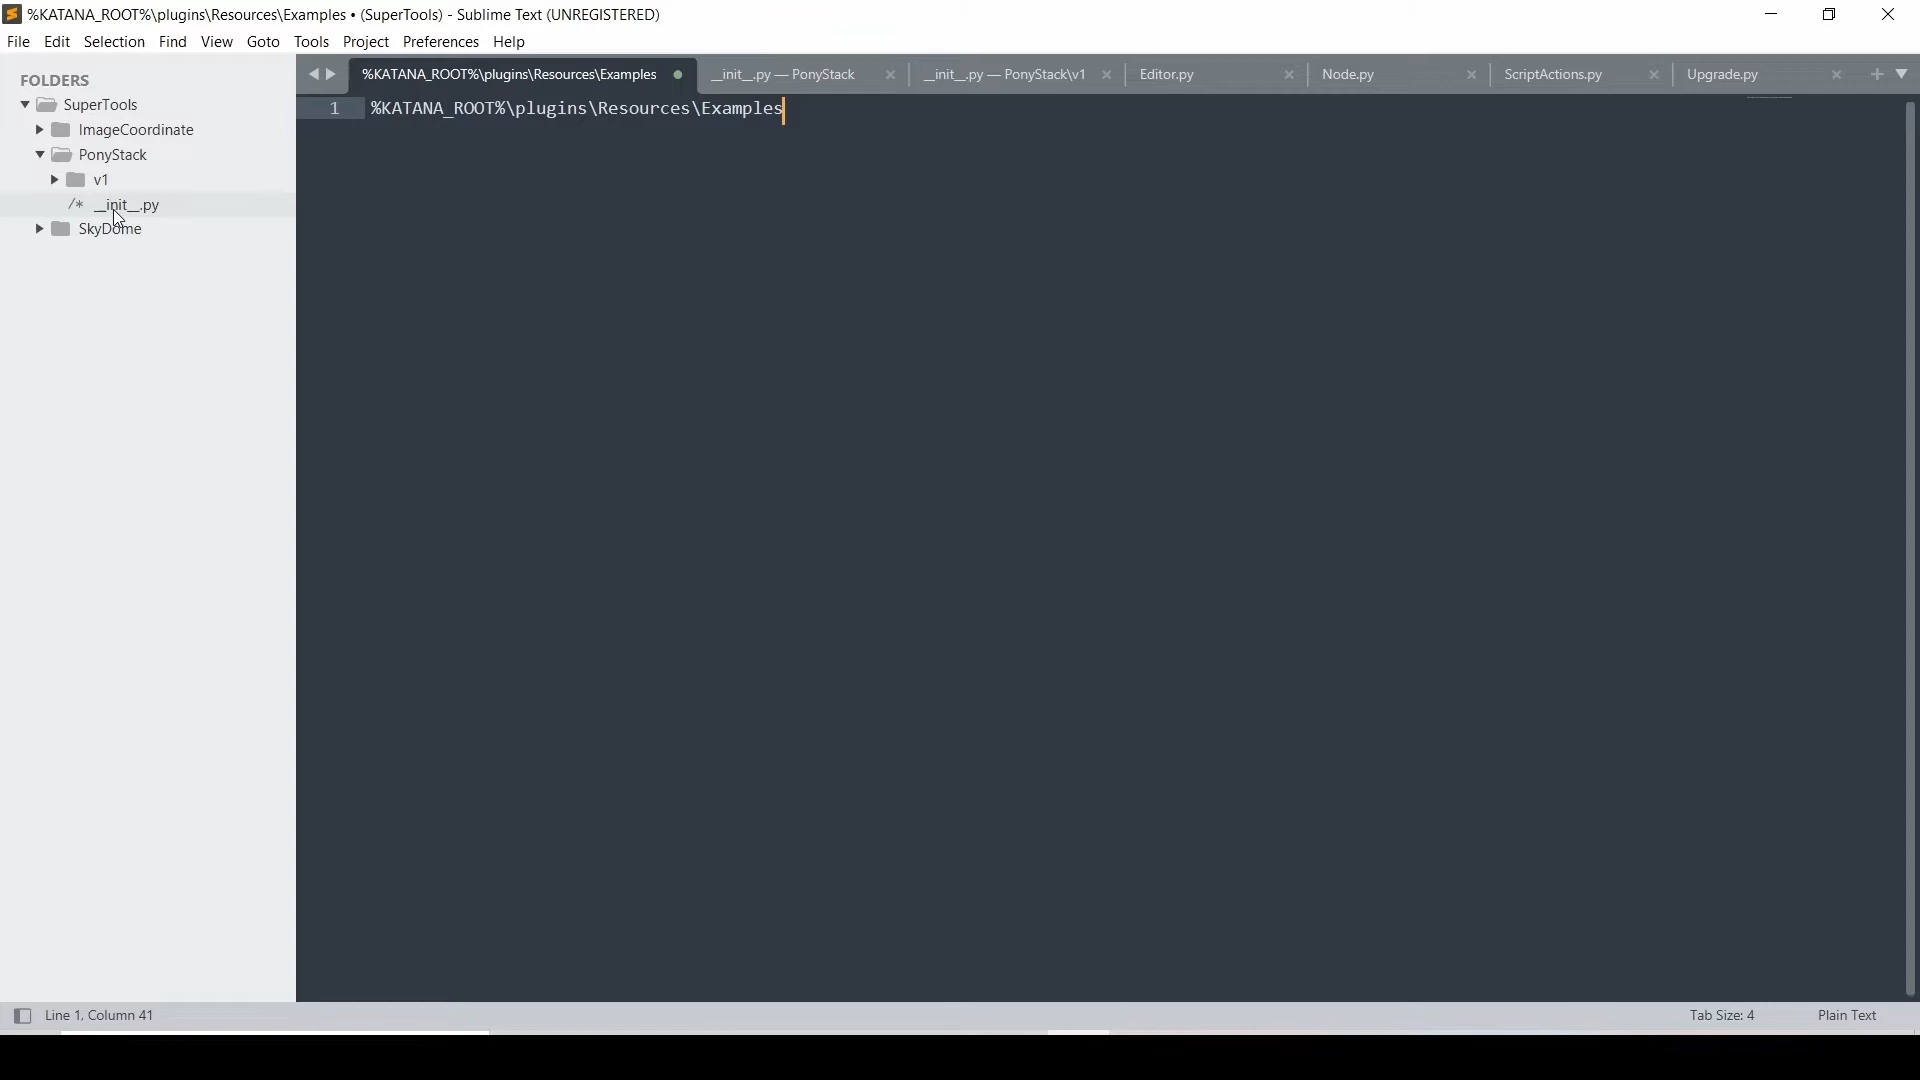 %KATANA_ROOT%\plugins\Resources\Examples • (SuperTools) - Sublime Text (UNREGISTERED)
File Edit Selection Find View Goto Tools Project Preferences Help
FOLDERS
SuperTools
ImageCoordinate
PonyStack
v1
/* __init__.py
SkyDome
%KATANA_ROOT%\plugins\Resources\Examples __init__.py — PonyStack __init__.py — PonyStack\v1 Editor.py Node.py ScriptActions.py Upgrade.py
1 %KATANA_ROOT%\plugins\Resources\Examples
Line 1, Column 41 Tab Size: 4 Plain Text